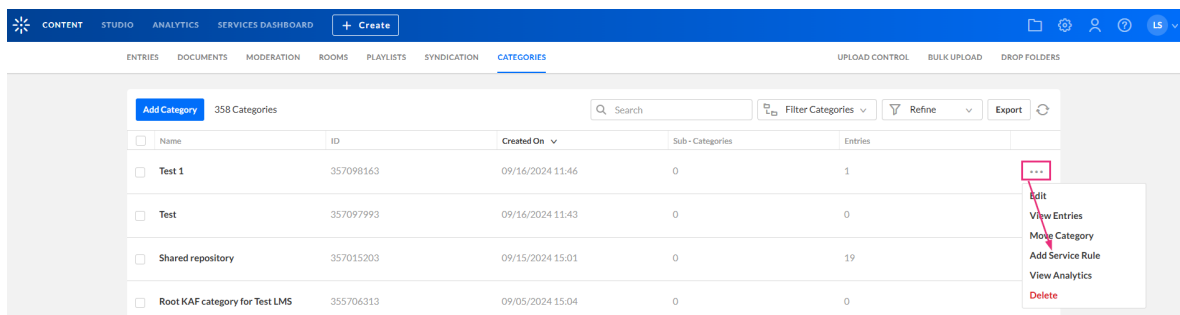 CONTENT STUDIO ANALYTICS SERVICES DASHBOARD + Create LS
ENTRIES DOCUMENTS MODERATION ROOMS PLAYLISTS SYNDICATION CATEGORIES UPLOAD CONTROL BULK UPLOAD DROP FOLDERS
Add Category 358 Categories Search Filter Categories Refine Export
Name ID Created On Sub - Categories Entries
Test 1 357098163 09/16/2024 11:46 0 1
Edit
Test 357097993 09/16/2024 11:43 0 0
View Entries
Move Category
Shared repository 357015203 09/15/2024 15:01 0 19
Add Service Rule
View Analytics
Delete
Root KAF category for Test LMS 355706313 09/05/2024 15:04 0 0